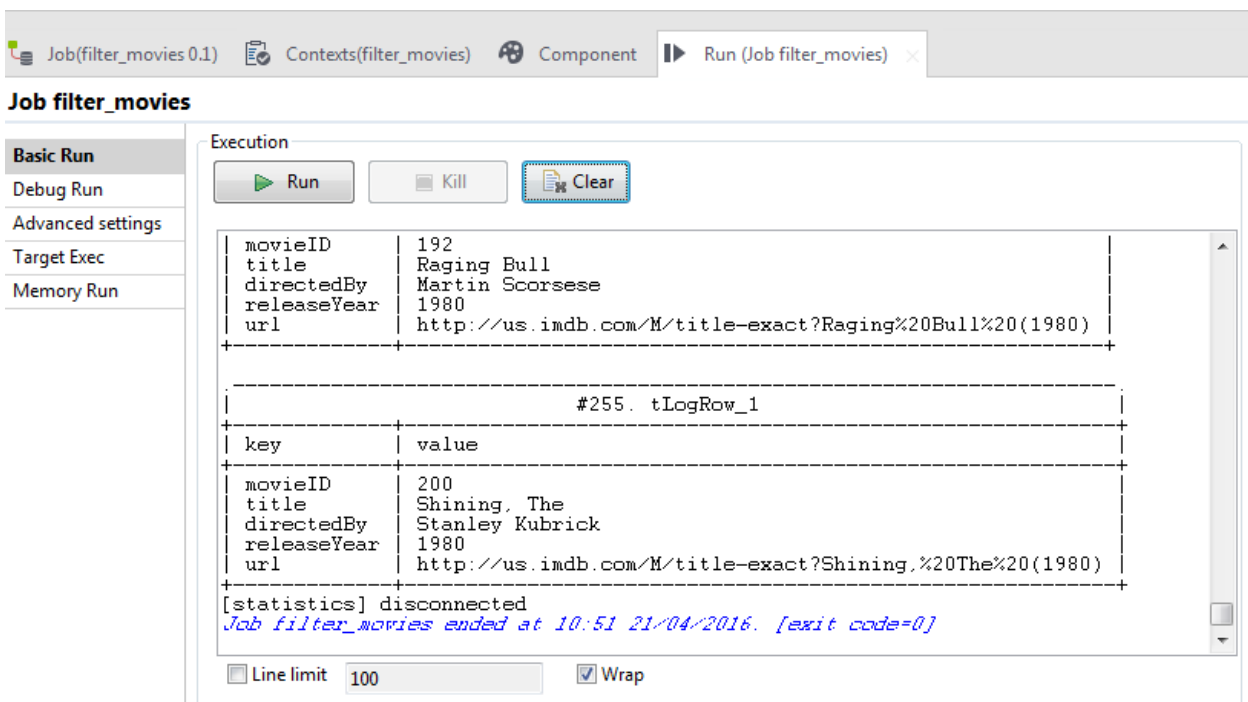 Job(filter_movies 0.1) Contexts(filter_movies) Component Run (Job filter_movies)
Job filter_movies
Basic Run
Debug Run
Advanced settings
Target Exec
Memory Run
Execution
Run Kill Clear
| movieID | 192 |
| title | Raging Bull |
| directedBy | Martin Scorsese |
| releaseYear | 1980 |
| url | http://us.imdb.com/M/title-exact?Raging%20Bull%20(1980) |
#255. tLogRow_1
| key | value |
| movieID | 200 |
| title | Shining, The |
| directedBy | Stanley Kubrick |
| releaseYear | 1980 |
| url | http://us.imdb.com/M/title-exact?Shining,%20The%20(1980) |
[statistics] disconnected
Job filter_movies ended at 10:51 21/04/2016. [exit code=0]
Line limit 100 Wrap